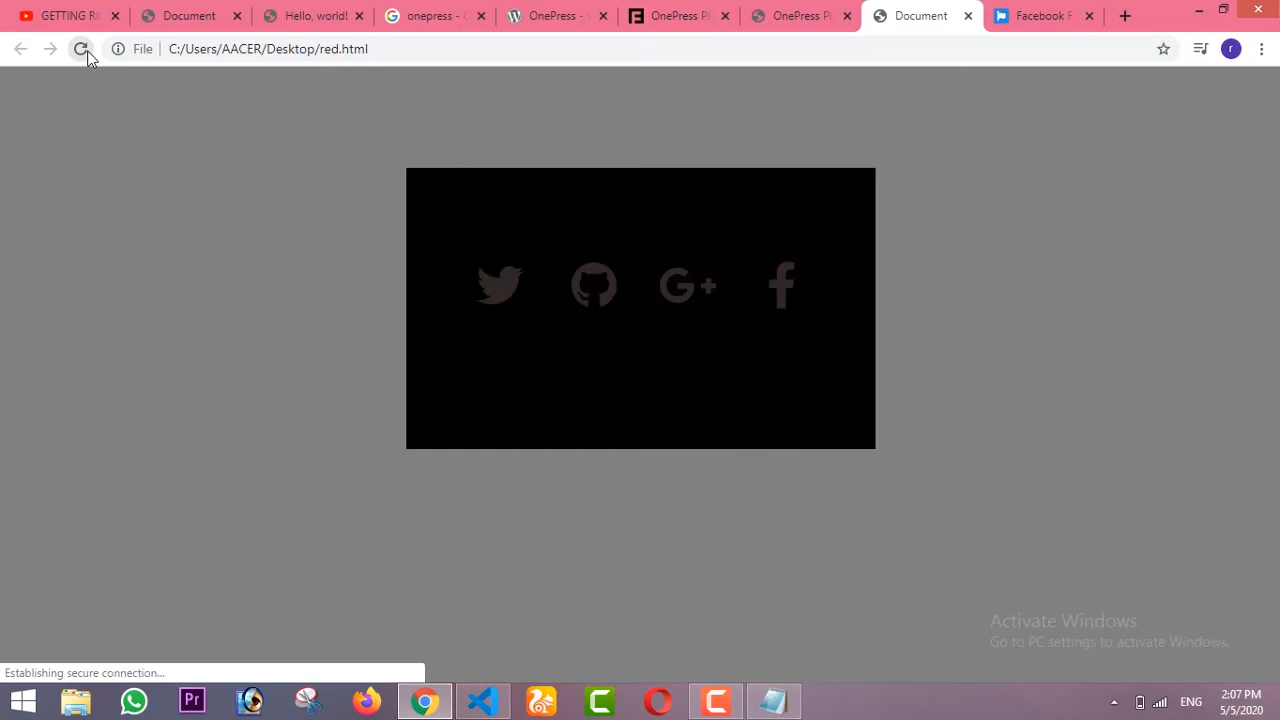 GETTING RI
Document
Hello, world!
onepress - G
OnePress - 
OnePress Pl
OnePress Pl
Document
Facebook F
File
C:/Users/AACER/Desktop/red.html
r
Activate Windows
Go to PC settings to activate Windows.
Establishing secure connection...
Pr
ENG
2:07 PM
5/5/2020